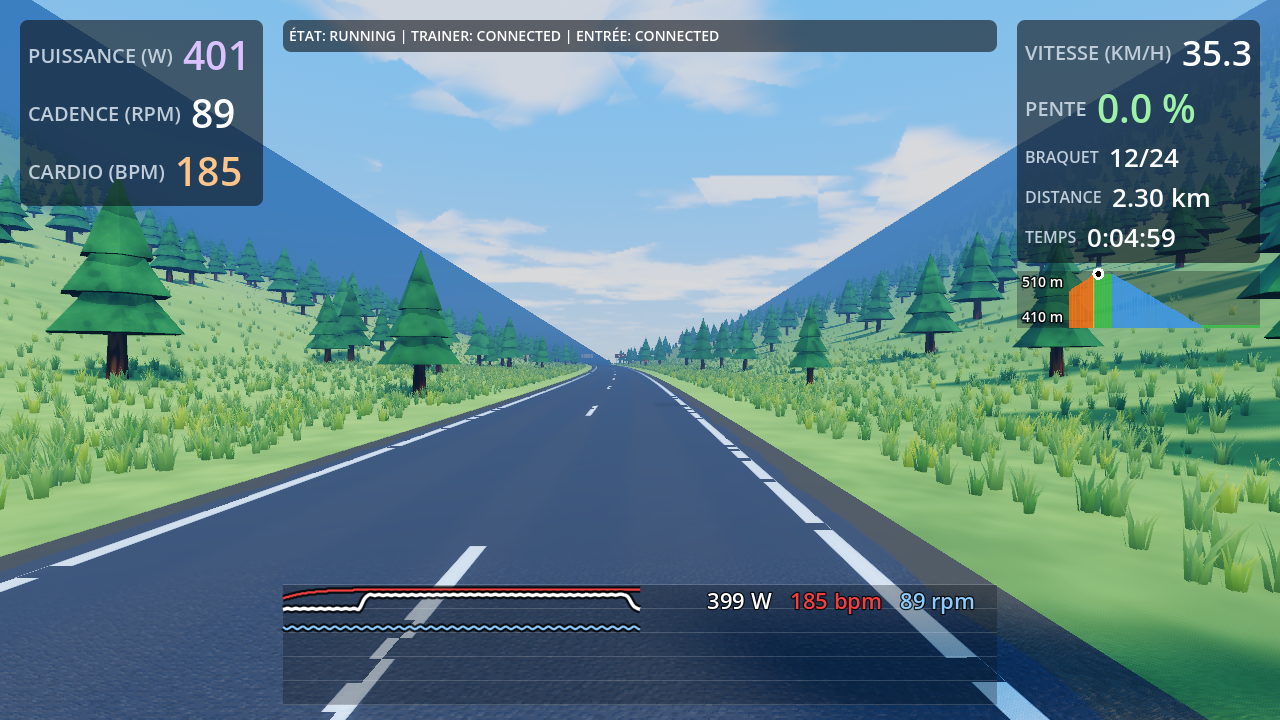 PUISSANCE (W) 401
CADENCE (RPM) 89
CARDIO (BPM) 185
ÉTAT: RUNNING | TRAINER: CONNECTED | ENTRÉE: CONNECTED
VITESSE (KM/H) 35.3
PENTE 0.0 %
BRAQUET 12/24
DISTANCE 2.30 km
TEMPS 0:04:59
510 m
410 m
399 W 185 bpm 89 rpm